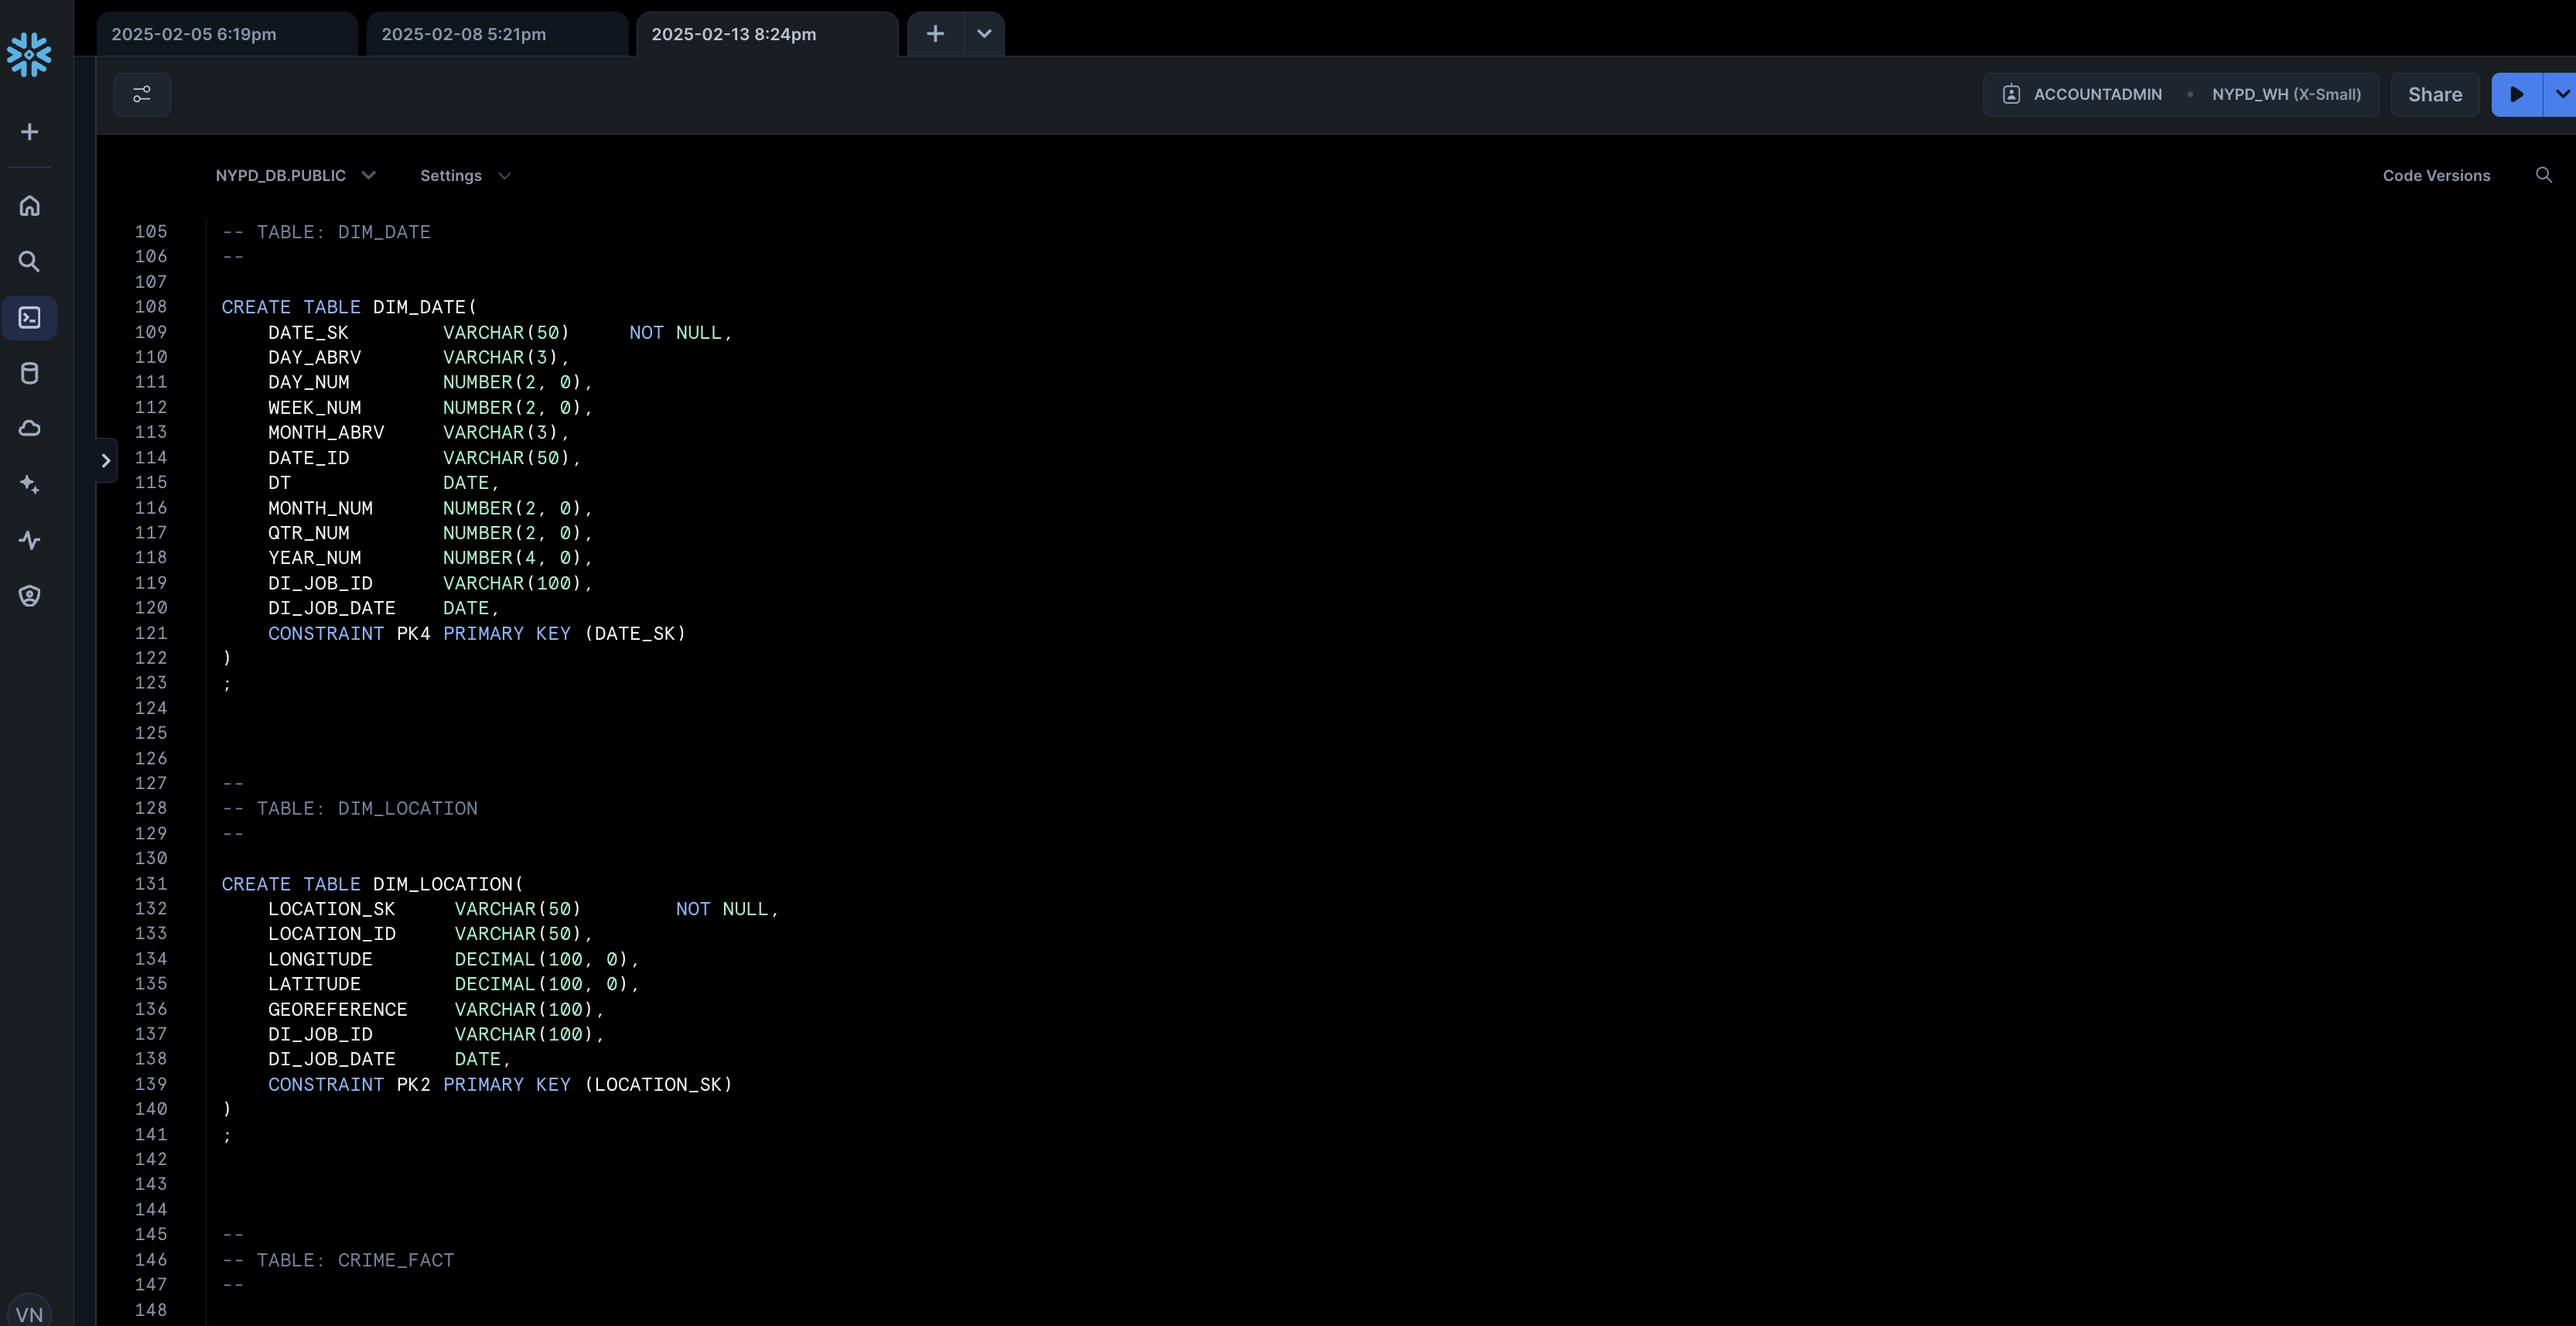 2025-02-05 6:19pm
2025-02-08 5:21pm
2025-02-13 8:24pm
ACCOUNTADMIN
NYPD_WH (X-Small)
Share
NYPD_DB.PUBLIC
Settings
Code Versions
105 -- TABLE: DIM_DATE
106 --
107
108 CREATE TABLE DIM_DATE(
109 DATE_SK VARCHAR(50) NOT NULL,
110 DAY_ABRV VARCHAR(3),
111 DAY_NUM NUMBER(2, 0),
112 WEEK_NUM NUMBER(2, 0),
113 MONTH_ABRV VARCHAR(3),
114 DATE_ID VARCHAR(50),
115 DT DATE,
116 MONTH_NUM NUMBER(2, 0),
117 QTR_NUM NUMBER(2, 0),
118 YEAR_NUM NUMBER(4, 0),
119 DI_JOB_ID VARCHAR(100),
120 DI_JOB_DATE DATE,
121 CONSTRAINT PK4 PRIMARY KEY (DATE_SK)
122 )
123 ;
124
125
126
127 --
128 -- TABLE: DIM_LOCATION
129 --
130
131 CREATE TABLE DIM_LOCATION(
132 LOCATION_SK VARCHAR(50) NOT NULL,
133 LOCATION_ID VARCHAR(50),
134 LONGITUDE DECIMAL(100, 0),
135 LATITUDE DECIMAL(100, 0),
136 GEOREFERENCE VARCHAR(100),
137 DI_JOB_ID VARCHAR(100),
138 DI_JOB_DATE DATE,
139 CONSTRAINT PK2 PRIMARY KEY (LOCATION_SK)
140 )
141 ;
142
143
144
145 --
146 -- TABLE: CRIME_FACT
147 --
148
VN